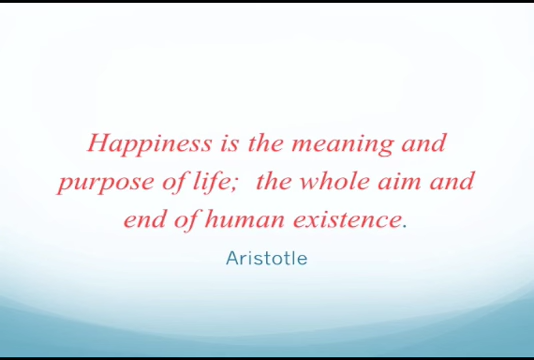 Happiness is the meaning and
purpose of life;  the whole aim and
end of human existence.
Aristotle